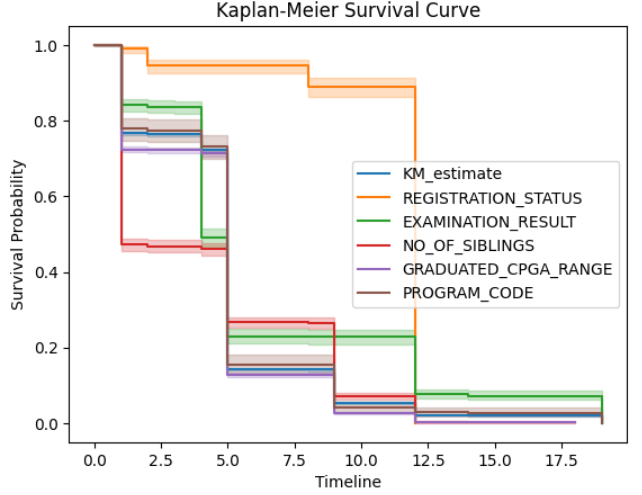 Kaplan-Meier Survival Curve
Survival Probability
1.0
0.8
0.6
0.4
0.2
0.0
KM_estimate
REGISTRATION_STATUS
EXAMINATION_RESULT
NO_OF_SIBLINGS
GRADUATED_CPGA_RANGE
PROGRAM_CODE
0.0 2.5 5.0 7.5 10.0 12.5 15.0 17.5
Timeline